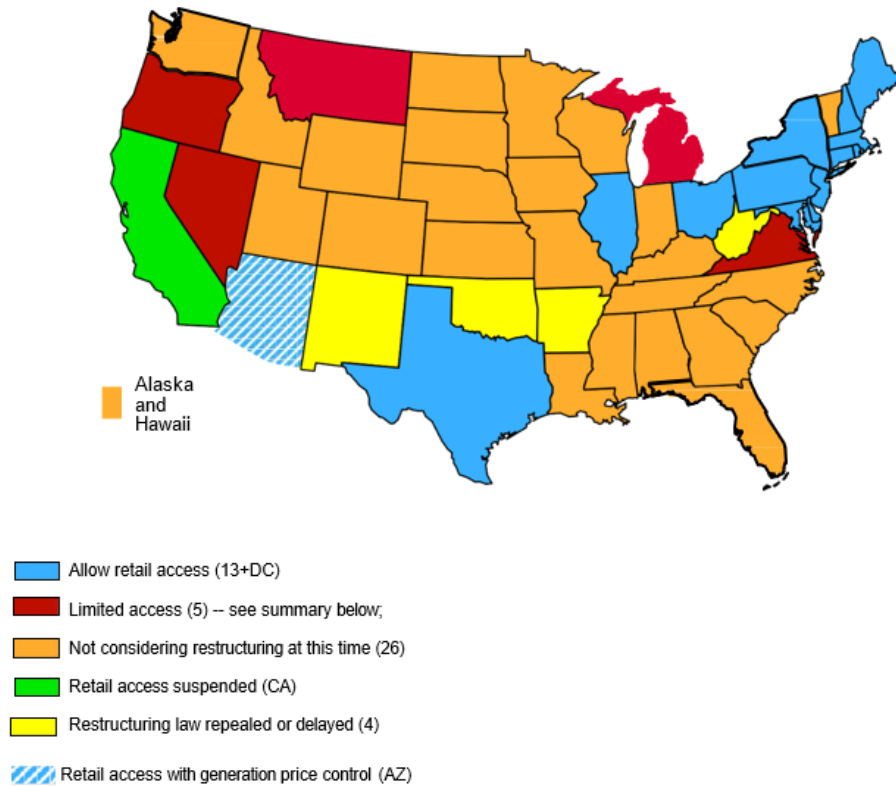 Alaska
and
Hawaii
Allow retail access (13+DC)
Limited access (5) -- see summary below;
Not considering restructuring at this time (26)
Retail access suspended (CA)
Restructuring law repealed or delayed (4)
Retail access with generation price control (AZ)